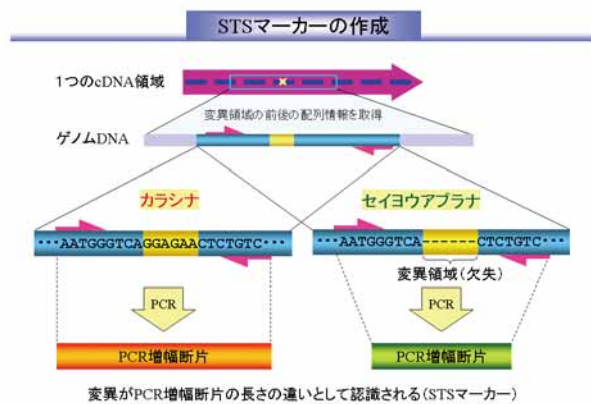 STSマーカーの作成
1つのcDNA領域
変異領域の前後の配列情報を取得
ゲノムDNA
カラシナ
セイヨウアブラナ
･･･AATGGGTCAGGAGAACTCTGTC･･･
･･･AATGGGTCA------CTCTGTC･･･
変異領域(欠失)
PCR
PCR
PCR増幅断片
PCR増幅断片
変異がPCR増幅断片の長さの違いとして認識される(STSマーカー)